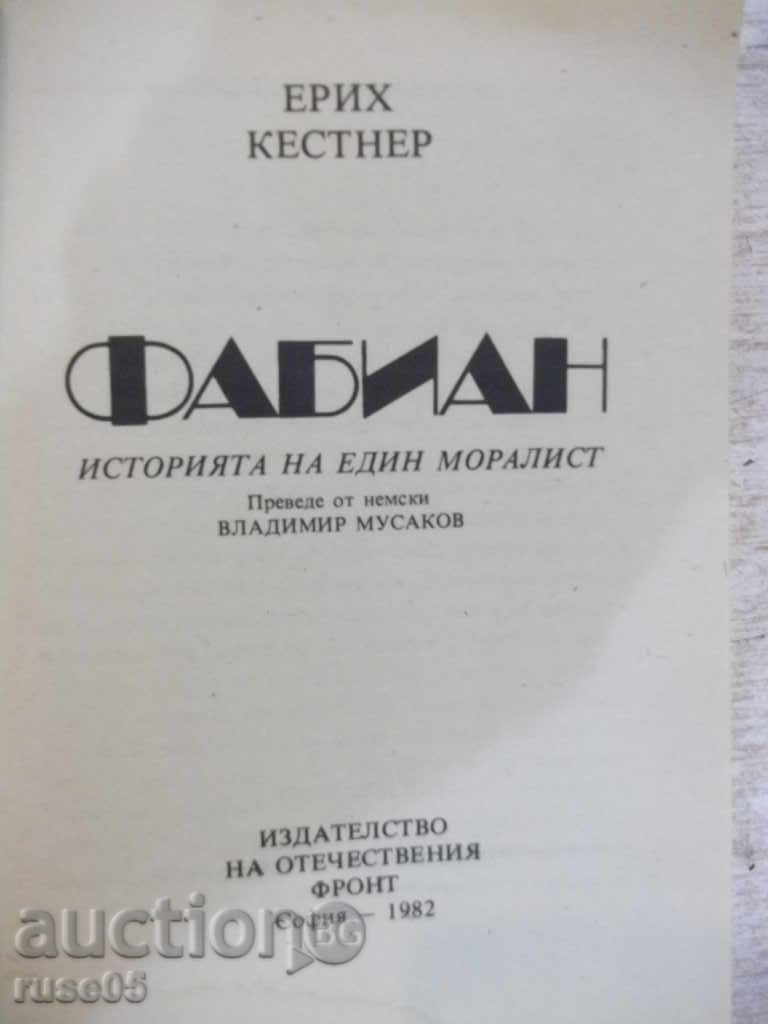 ЕРИХ
КЕСТНЕР
ФАБИАН
ИСТОРИЯТА НА ЕДИН МОРАЛИСТ
Преведе от немски
ВЛАДИМИР МУСАКОВ
ИЗДАТЕЛСТВО
НА ОТЕЧЕСТВЕНИЯ
ФРОНТ
София — 1982
auction BG
ruse05